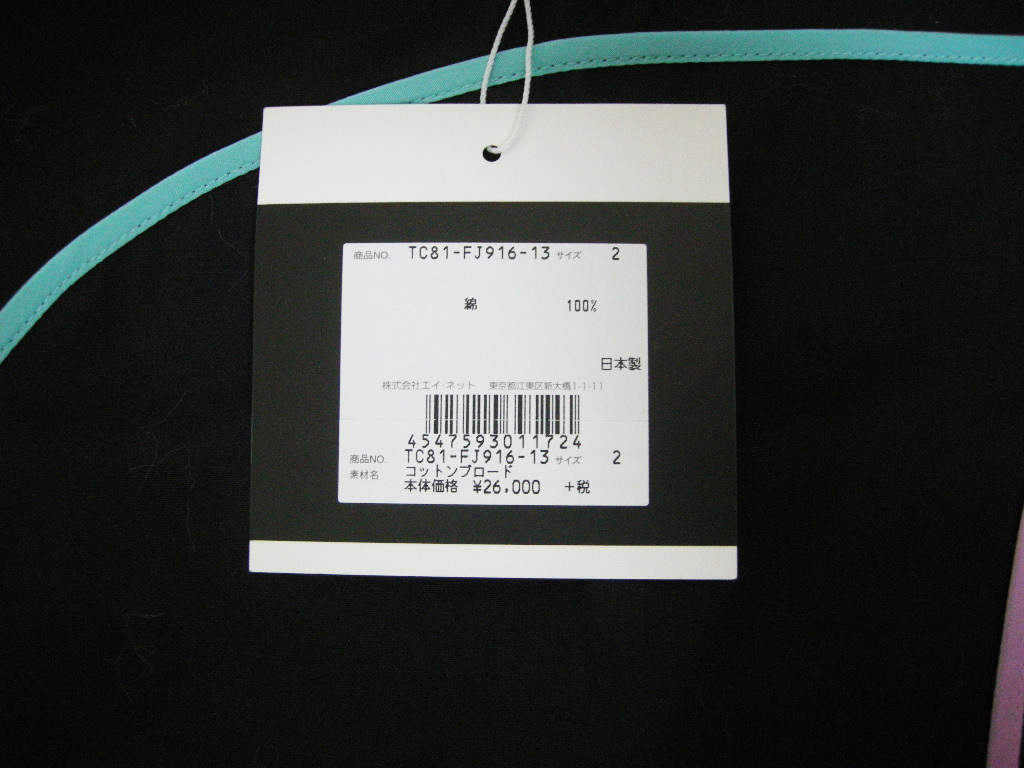 商品NO. TC81-FJ916-13 サイズ 2
綿 100%
日本製
株式会社エイ・ネット 東京都江東区新大橋1-1-11
4547593011724
商品NO. TC81-FJ916-13 サイズ 2
素材名 コットンブロード
本体価格 ¥26,000 +税